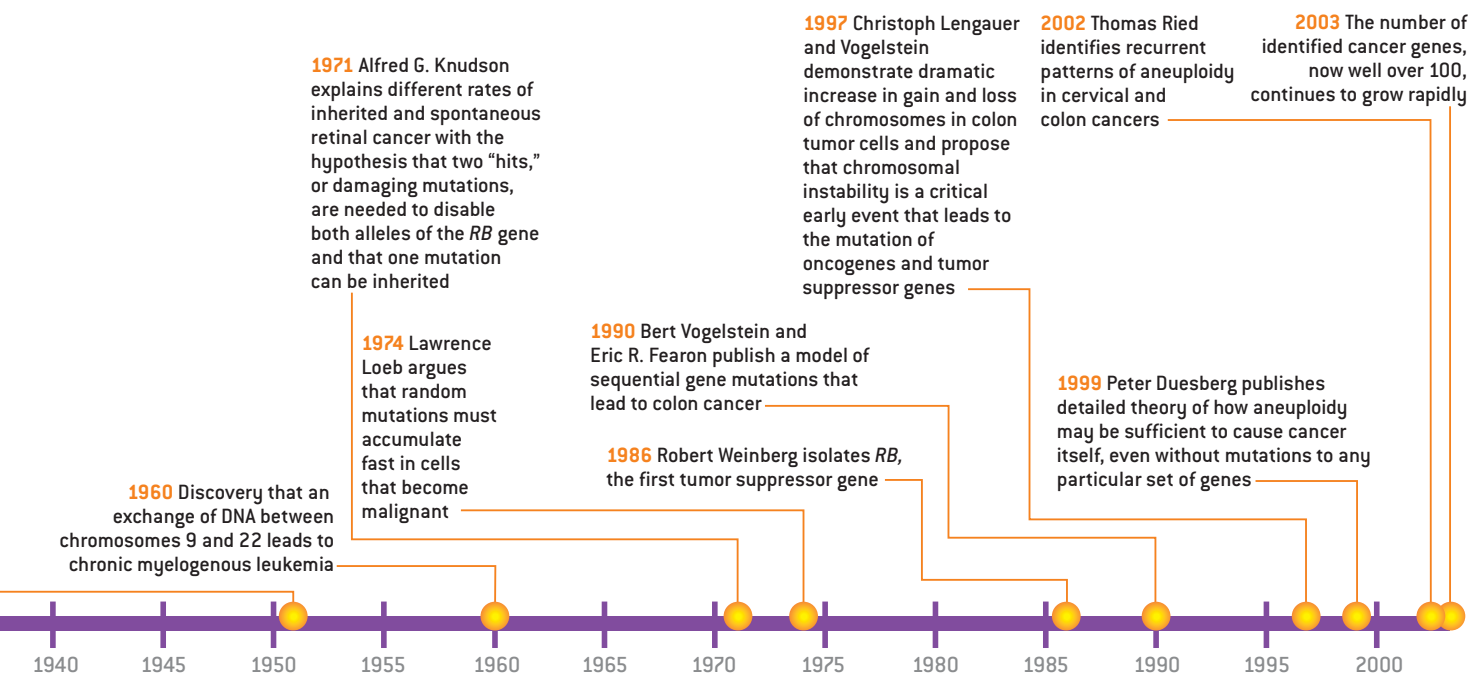 1960 Discovery that an
exchange of DNA between
chromosomes 9 and 22 leads to
chronic myelogenous leukemia
1971 Alfred G. Knudson
explains different rates of
inherited and spontaneous
retinal cancer with the
hypothesis that two “hits,”
or damaging mutations,
are needed to disable
both alleles of the RB gene
and that one mutation
can be inherited
1974 Lawrence
Loeb argues
that random
mutations must
accumulate
fast in cells
that become
malignant
1986 Robert Weinberg isolates RB,
the first tumor suppressor gene
1990 Bert Vogelstein and
Eric R. Fearon publish a model of
sequential gene mutations that
lead to colon cancer
1997 Christoph Lengauer
and Vogelstein
demonstrate dramatic
increase in gain and loss
of chromosomes in colon
tumor cells and propose
that chromosomal
instability is a critical
early event that leads to
the mutation of
oncogenes and tumor
suppressor genes
1999 Peter Duesberg publishes
detailed theory of how aneuploidy
may be sufficient to cause cancer
itself, even without mutations to any
particular set of genes
2002 Thomas Ried
identifies recurrent
patterns of aneuploidy
in cervical and
colon cancers
2003 The number of
identified cancer genes,
now well over 100,
continues to grow rapidly
1940 1945 1950 1955 1960 1965 1970 1975 1980 1985 1990 1995 2000